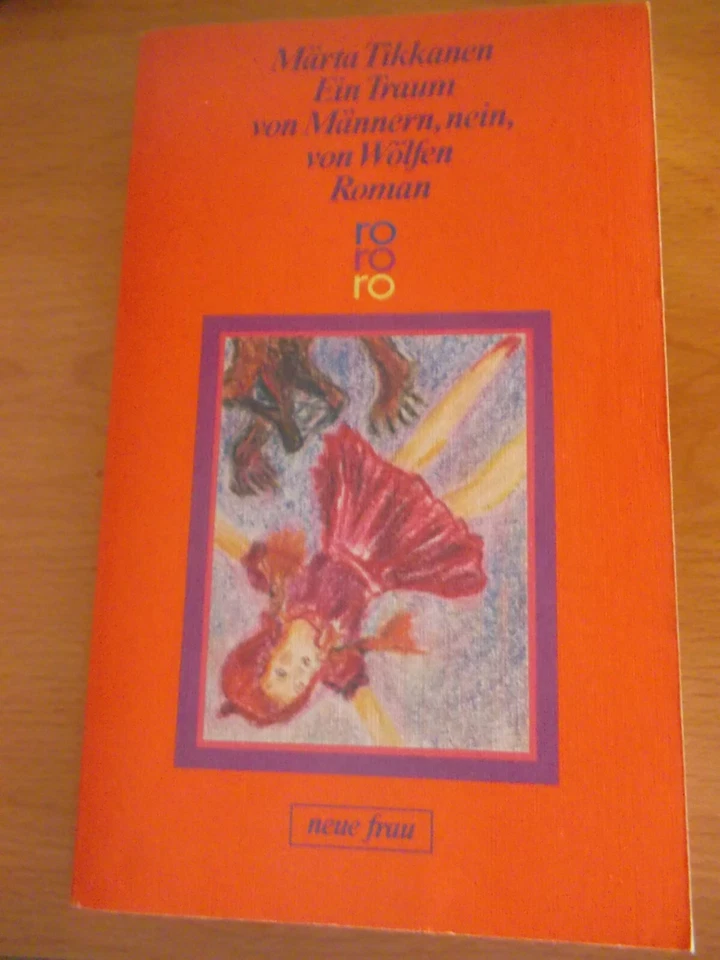 Märta Tikkanen
Ein Traum
von Männern, nein,
von Wölfen
Roman
ro
ro
ro
neue frau